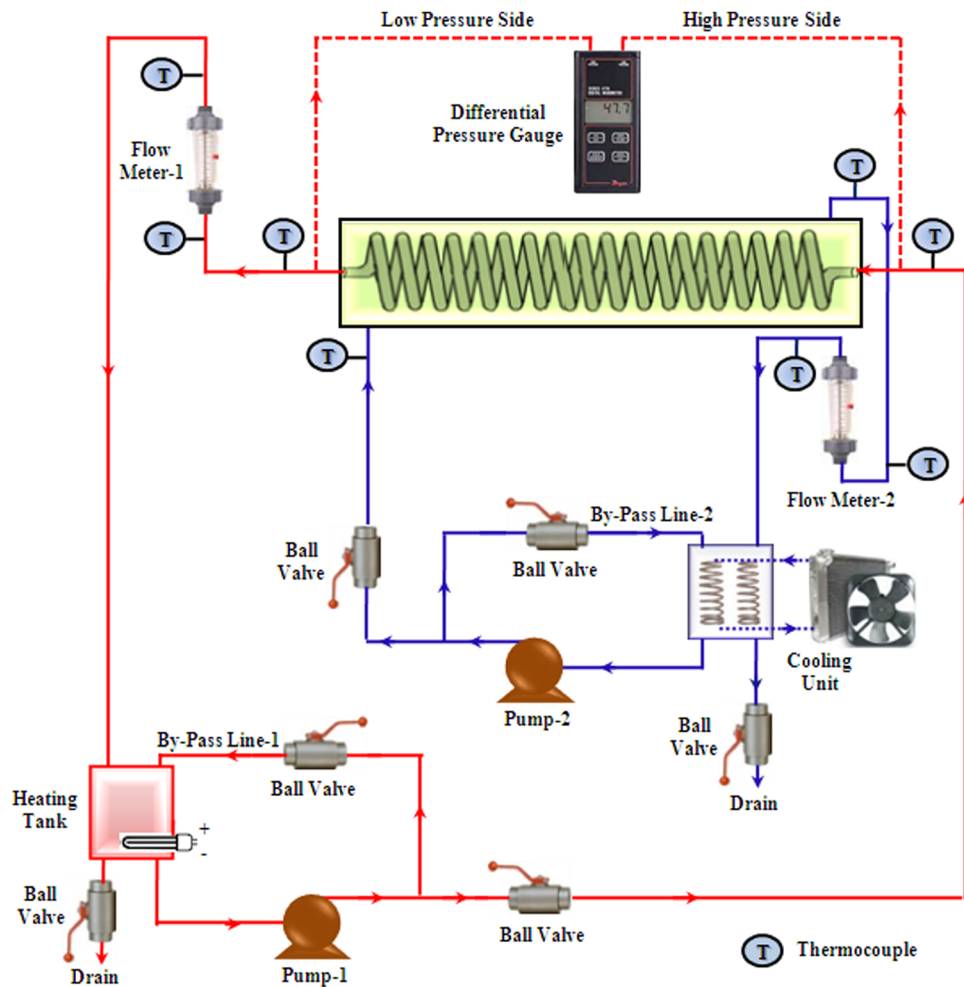 Low Pressure Side
High Pressure Side
T
Differential
Pressure Gauge
47.7
Flow
Meter-1
T
T
T
T
T
T
T
Flow Meter-2
By-Pass Line-2
Ball
Valve
Ball Valve
Cooling
Unit
Pump-2
Ball
Valve
By-Pass Line-1
Ball Valve
Heating
Tank
Drain
+
-
Ball
Valve
Ball Valve
Drain
Pump-1
T
Thermocouple